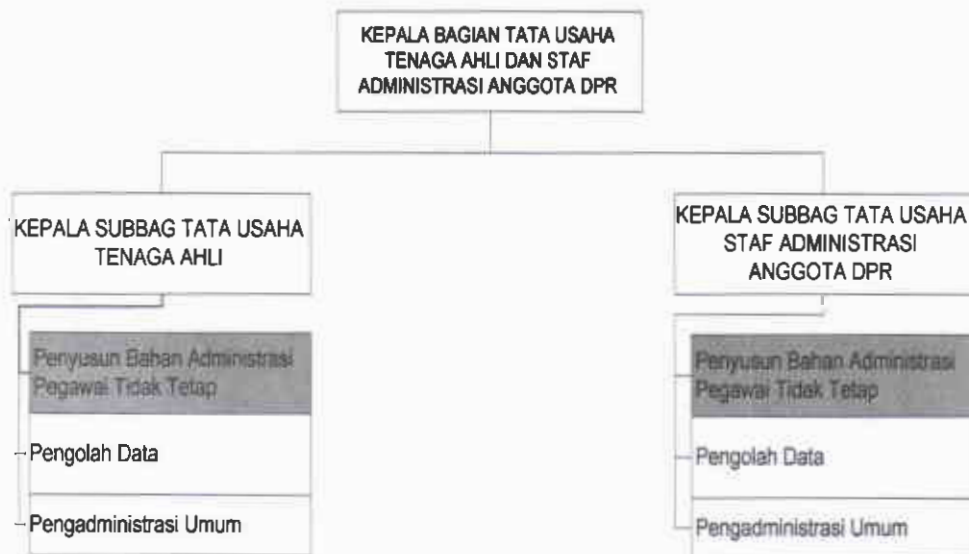 KEPALA BAGIAN TATA USAHA
TENAGA AHLI DAN STAF
ADMINISTRASI ANGGOTA DPR
KEPALA SUBBAG TATA USAHA
TENAGA AHLI
Penyusun Bahan Administrasi
Pegawai Tidak Tetap
Pengolah Data
Pengadministrasi Umum
KEPALA SUBBAG TATA USAHA
STAF ADMINISTRASI
ANGGOTA DPR
Penyusun Bahan Administrasi
Pegawai Tidak Tetap
Pengolah Data
Pengadministrasi Umum